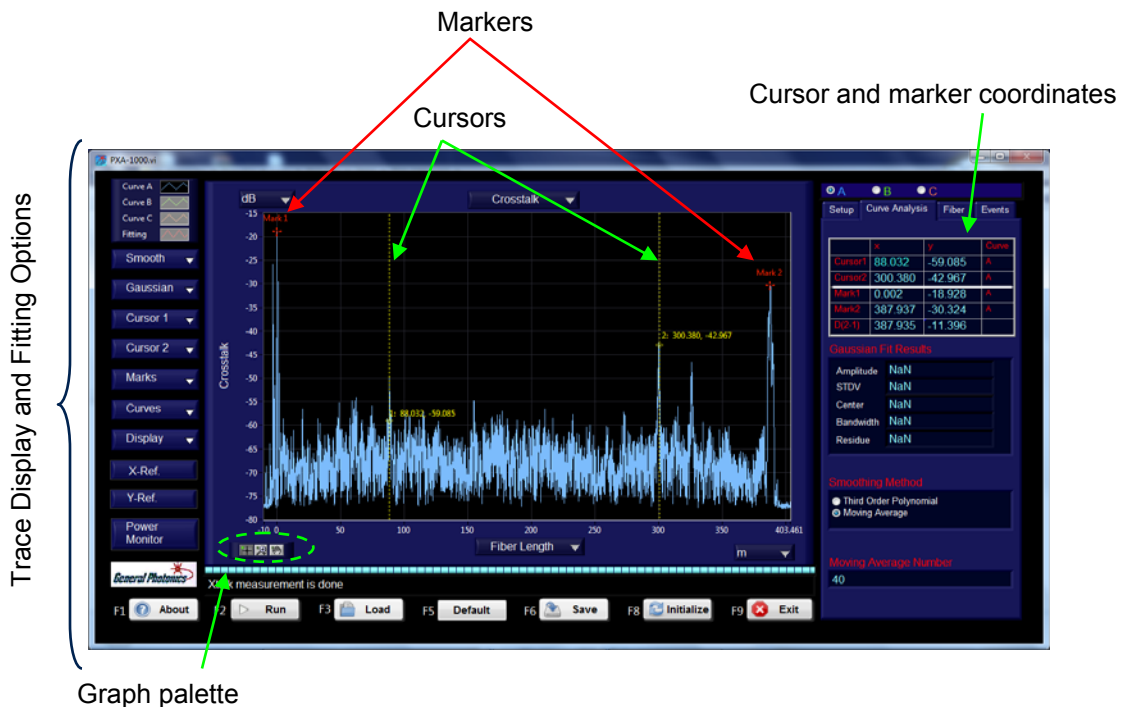 Markers
Cursors
Cursor and marker coordinates
Trace Display and Fitting Options
PXA-1000.vi
Curve A
Curve B
Curve C
Fitting
Smooth
Gaussian
Cursor 1
Cursor 2
Marks
Curves
Display
X-Ref.
Y-Ref.
Power
Monitor
General Photonics
dB
Crosstalk
Mark 1
Mark 2
2: 300.380, -42.967
1: 88.032, -59.085
Crosstalk
-15
-20
-25
-30
-35
-40
-45
-50
-55
-60
-65
-70
-75
-80
-10 0 50 100 150 200 250 300 350 403.461
Fiber Length
m
measurement is done
F1 About F2 Run F3 Load F5 Default F6 Save F8 Initialize F9 Exit
A B C
Setup Curve Analysis Fiber Events
x y Curve
Cursor1 88.032 -59.085 A
Cursor2 300.380 -42.967 A
Mark1 0.002 -18.928 A
Mark2 387.937 -30.324 A
D(2-1) 387.935 -11.396
Gaussian Fit Results
Amplitude NaN
STDV NaN
Center NaN
Bandwidth NaN
Residue NaN
Smoothing Method
Third Order Polynomial
Moving Average
Moving Average Number
40
Graph palette